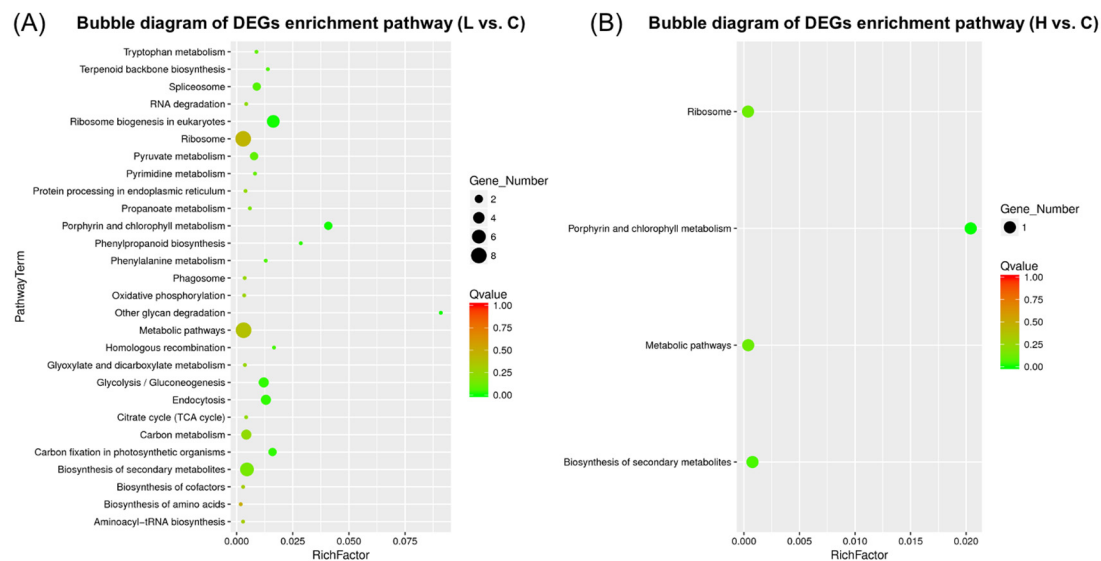 (A) Bubble diagram of DEGs enrichment pathway (L vs. C)
PathwayTerm
Tryptophan metabolism
Terpenoid backbone biosynthesis
Spliceosome
RNA degradation
Ribosome biogenesis in eukaryotes
Ribosome
Pyruvate metabolism
Pyrimidine metabolism
Protein processing in endoplasmic reticulum
Propanoate metabolism
Porphyrin and chlorophyll metabolism
Phenylpropanoid biosynthesis
Phenylalanine metabolism
Phagosome
Oxidative phosphorylation
Other glycan degradation
Metabolic pathways
Homologous recombination
Glyoxylate and dicarboxylate metabolism
Glycolysis / Gluconeogenesis
Endocytosis
Citrate cycle (TCA cycle)
Carbon metabolism
Carbon fixation in photosynthetic organisms
Biosynthesis of secondary metabolites
Biosynthesis of cofactors
Biosynthesis of amino acids
Aminoacyl−tRNA biosynthesis
0.000 0.025 0.050 0.075
RichFactor
Gene_Number
2
4
6
8
Qvalue
1.00
0.75
0.50
0.25
0.00
(B) Bubble diagram of DEGs enrichment pathway (H vs. C)
Ribosome
Porphyrin and chlorophyll metabolism
Metabolic pathways
Biosynthesis of secondary metabolites
0.000 0.005 0.010 0.015 0.020
RichFactor
Gene_Number
1
Qvalue
1.00
0.75
0.50
0.25
0.00